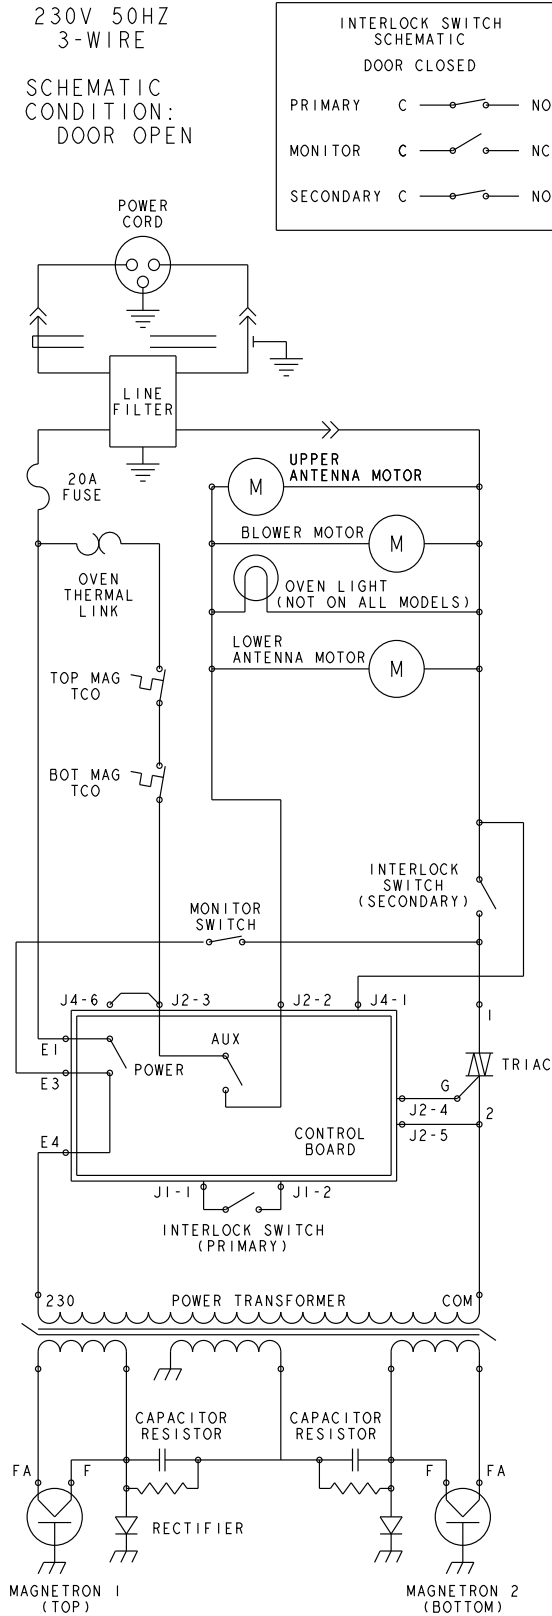 230V 50HZ
3-WIRE
SCHEMATIC
CONDITION:
DOOR OPEN
INTERLOCK SWITCH
SCHEMATIC
DOOR CLOSED
PRIMARY C NO
MONITOR C NC
SECONDARY C NO
POWER
CORD
LINE
FILTER
20A
FUSE
UPPER
ANTENNA MOTOR
M
BLOWER MOTOR
M
OVEN
THERMAL
LINK
OVEN LIGHT
(NOT ON ALL MODELS)
LOWER
ANTENNA MOTOR
M
TOP MAG
TCO
BOT MAG
TCO
INTERLOCK
SWITCH
(SECONDARY)
MONITOR
SWITCH
J4-6
J2-3
J2-2
J4-1
1
E1
POWER
AUX
E3
TRIAC
G
J2-4
2
J2-5
E4
CONTROL
BOARD
J1-1
J1-2
INTERLOCK SWITCH
(PRIMARY)
230
POWER TRANSFORMER
COM
CAPACITOR
RESISTOR
CAPACITOR
RESISTOR
FA
F
F
FA
RECTIFIER
MAGNETRON 1
(TOP)
MAGNETRON 2
(BOTTOM)